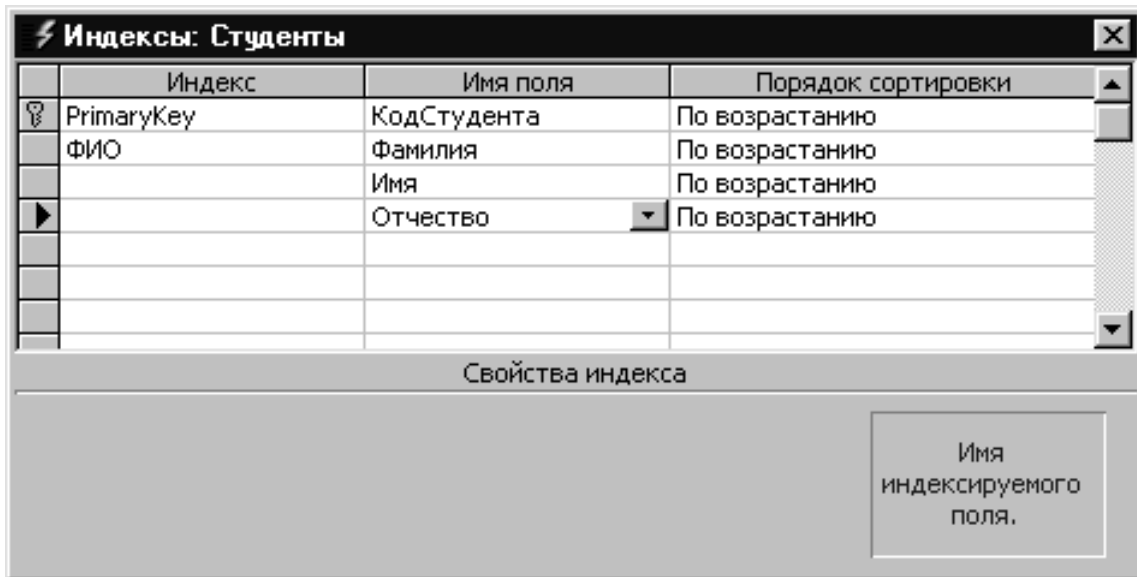 Индексы: Студенты
Индекс Имя поля Порядок сортировки
PrimaryKey КодСтудента По возрастанию
ФИО Фамилия По возрастанию
Имя По возрастанию
Отчество По возрастанию
Свойства индекса
Имя
индексируемого
поля.